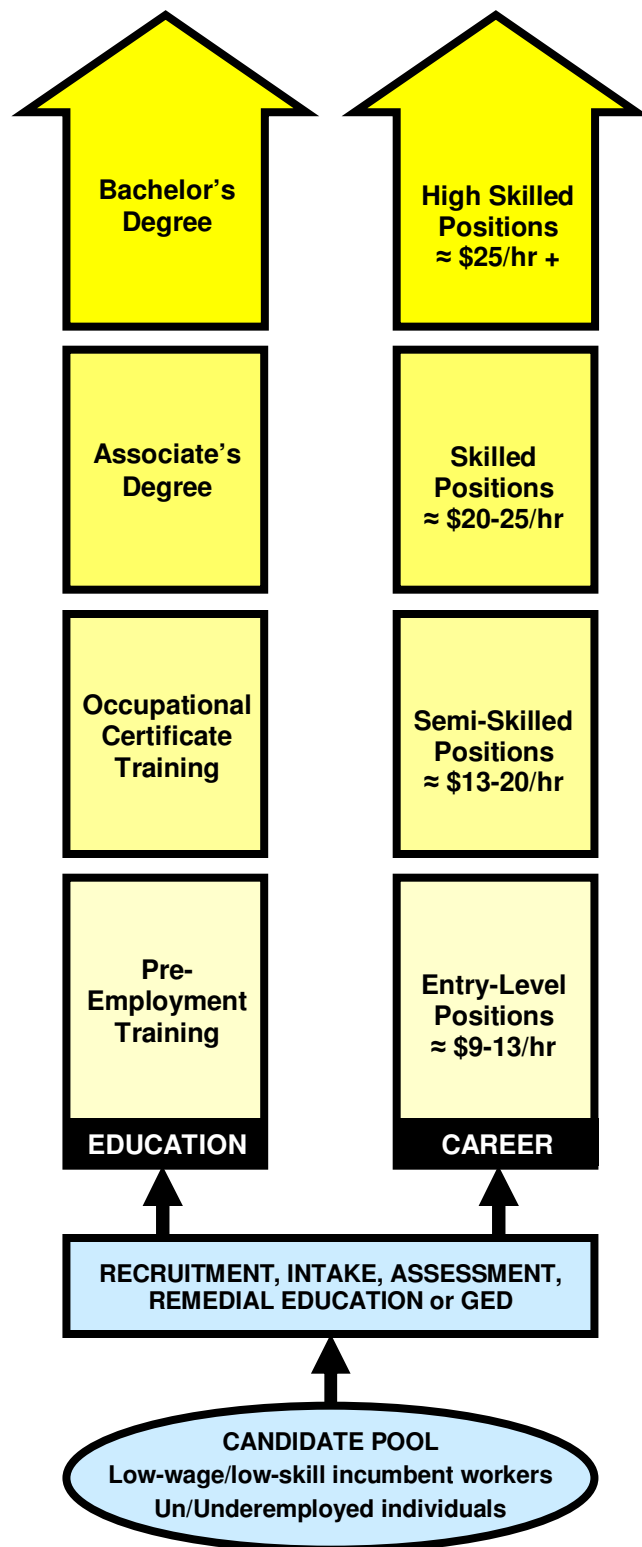 Bachelor’s
Degree
High Skilled
Positions
≈ $25/hr +
Associate’s
Degree
Skilled
Positions
≈ $20-25/hr
Occupational
Certificate
Training
Semi-Skilled
Positions
≈ $13-20/hr
Pre-
Employment
Training
Entry-Level
Positions
≈ $9-13/hr
EDUCATION
CAREER
RECRUITMENT, INTAKE, ASSESSMENT,
REMEDIAL EDUCATION or GED
CANDIDATE POOL
Low-wage/low-skill incumbent workers
Un/Underemployed individuals